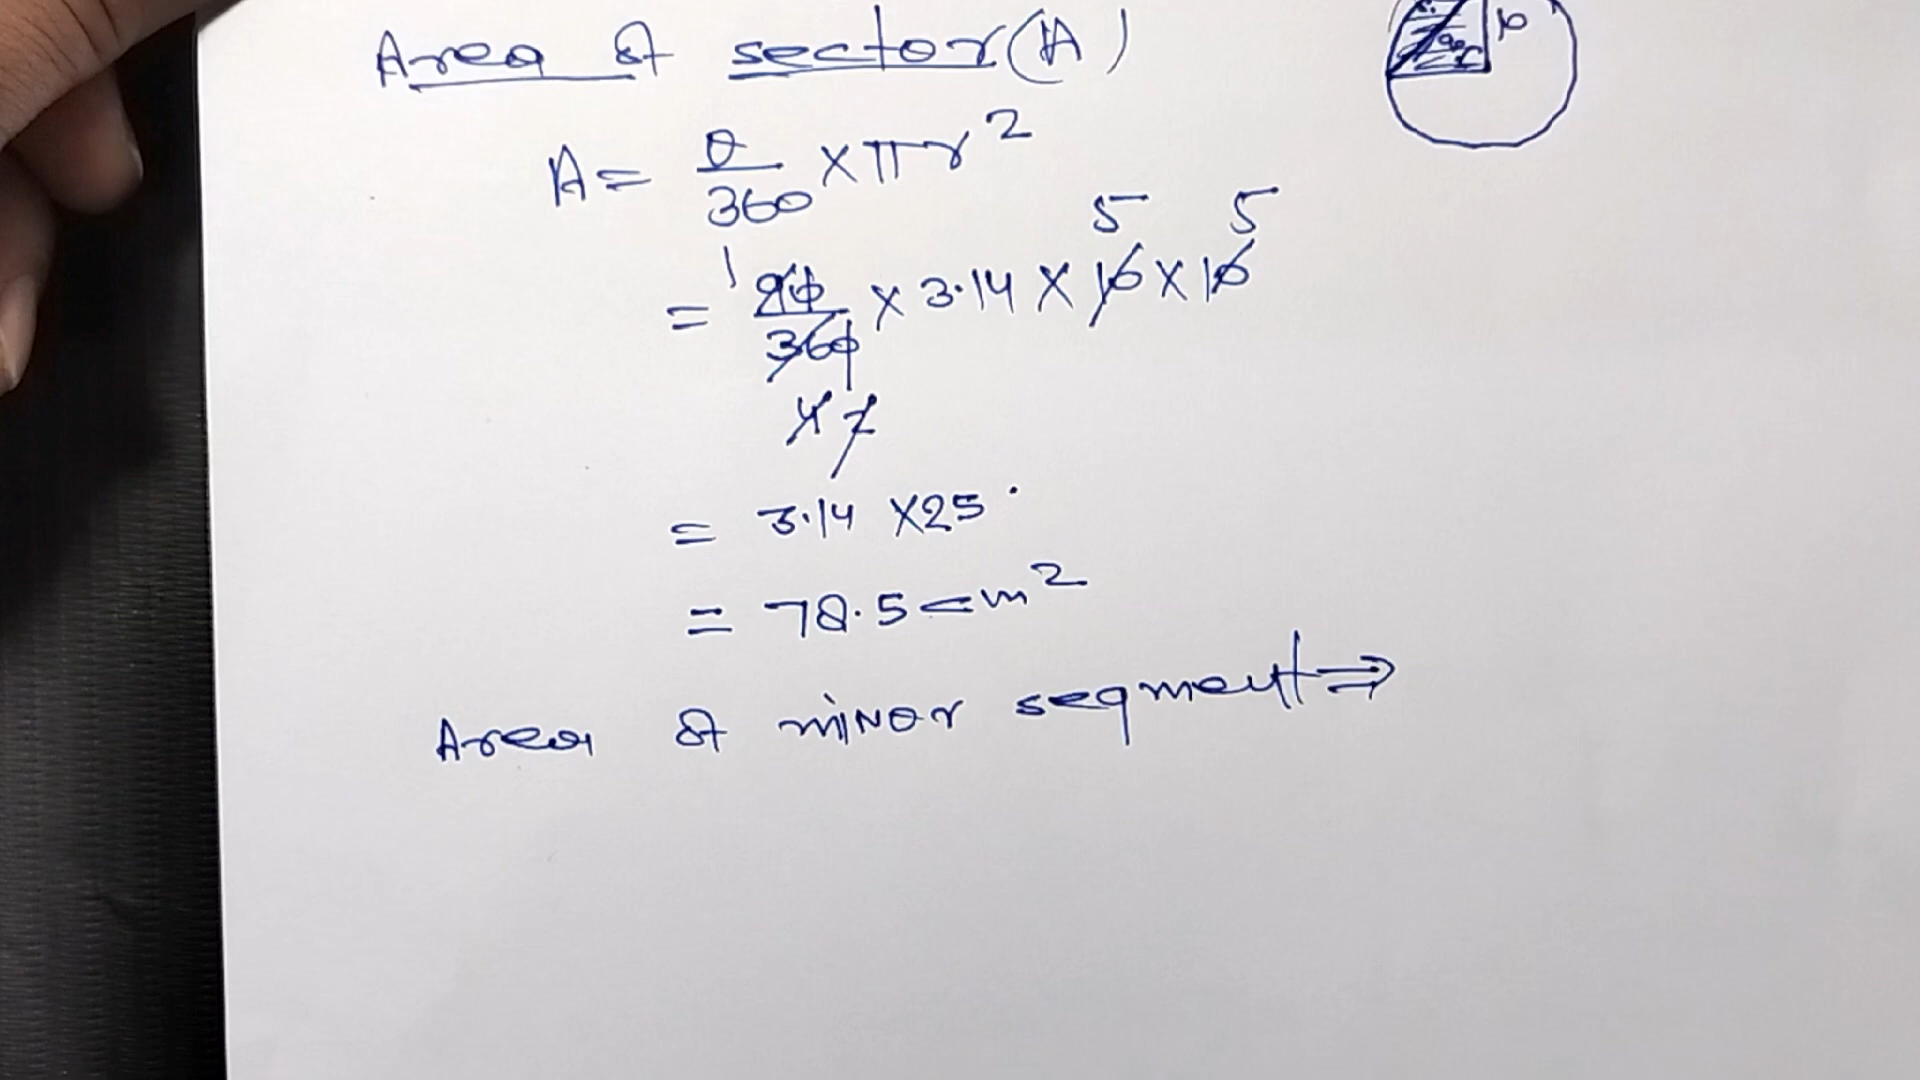 Area of sector (A)
10
90
A = θ/360 × πr²
5 5
1
= 90/360 × 3.14 × 10 × 10
4
= 3.14 × 25
= 78.5 cm²
Area of minor segment ⇒